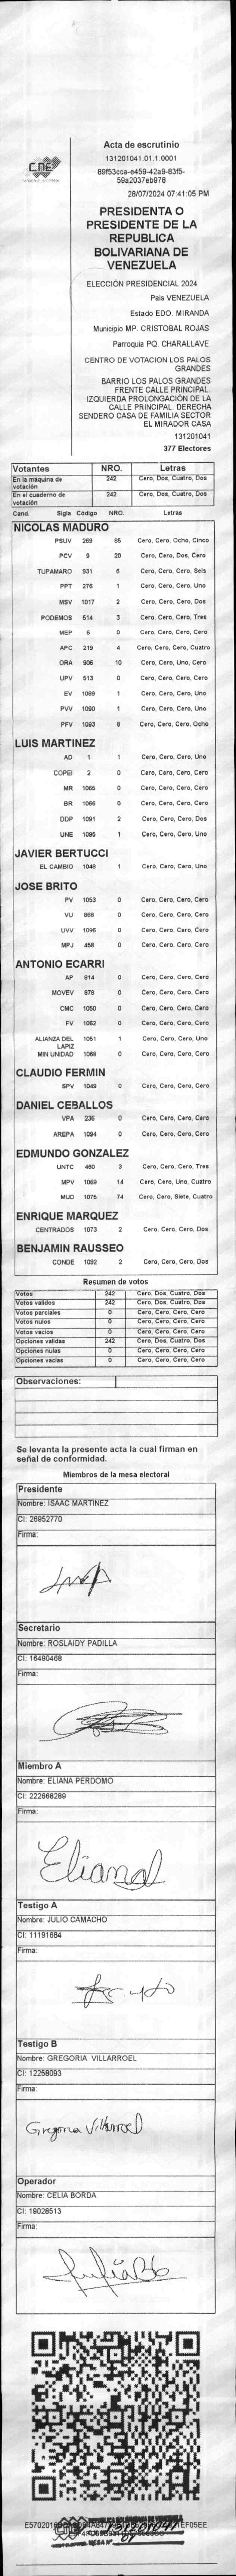 CNE
Acta de escrutinio
131201041.01.1.0001
89f53cca-e459-42a9-83f5-
59a2037eb978
28/07/2024 07:41:05 PM
PRESIDENTA O
PRESIDENTE DE LA
REPUBLICA
BOLIVARIANA DE
VENEZUELA
ELECCIÓN PRESIDENCIAL 2024
Pais VENEZUELA
Estado EDO. MIRANDA
Municipio MP. CRISTOBAL ROJAS
Parroquia PQ. CHARALLAVE
CENTRO DE VOTACION LOS PALOS
GRANDES
BARRIO LOS PALOS GRANDES
FRENTE CALLE PRINCIPAL.
IZQUIERDA PROLONGACIÓN DE LA
CALLE PRINCIPAL. DERECHA
SENDERO CASA DE FAMILIA SECTOR
EL MIRADOR CASA
131201041
377 Electores
Votantes NRO. Letras
En la máquina de votación 242 Cero, Dos, Cuatro, Dos
En el cuaderno de votación 242 Cero, Dos, Cuatro, Dos
Cand. Sigla Código NRO. Letras
NICOLAS MADURO
PSUV 269 85 Cero, Cero, Ocho, Cinco
PCV 9 20 Cero, Cero, Dos, Cero
TUPAMARO 931 6 Cero, Cero, Cero, Seis
PPT 276 1 Cero, Cero, Cero, Uno
MSV 1017 2 Cero, Cero, Cero, Dos
PODEMOS 514 3 Cero, Cero, Cero, Tres
MEP 6 0 Cero, Cero, Cero, Cero
APC 219 4 Cero, Cero, Cero, Cuatro
ORA 906 10 Cero, Cero, Uno, Cero
UPV 513 0 Cero, Cero, Cero, Cero
EV 1089 1 Cero, Cero, Cero, Uno
PVV 1090 1 Cero, Cero, Cero, Uno
PFV 1093 8 Cero, Cero, Cero, Ocho
LUIS MARTINEZ
AD 1 1 Cero, Cero, Cero, Uno
COPEI 2 0 Cero, Cero, Cero, Cero
MR 1065 0 Cero, Cero, Cero, Cero
BR 1066 0 Cero, Cero, Cero, Cero
DDP 1091 2 Cero, Cero, Cero, Dos
UNE 1095 1 Cero, Cero, Cero, Uno
JAVIER BERTUCCI
EL CAMBIO 1048 1 Cero, Cero, Cero, Uno
JOSE BRITO
PV 1053 0 Cero, Cero, Cero, Cero
VU 968 0 Cero, Cero, Cero, Cero
UVV 1096 0 Cero, Cero, Cero, Cero
MPJ 458 0 Cero, Cero, Cero, Cero
ANTONIO ECARRI
AP 914 0 Cero, Cero, Cero, Cero
MOVEV 979 0 Cero, Cero, Cero, Cero
CMC 1050 0 Cero, Cero, Cero, Cero
FV 1062 0 Cero, Cero, Cero, Cero
ALIANZA DEL LAPIZ 1051 1 Cero, Cero, Cero, Uno
MIN UNIDAD 1068 0 Cero, Cero, Cero, Cero
CLAUDIO FERMIN
SPV 1049 0 Cero, Cero, Cero, Cero
DANIEL CEBALLOS
VPA 236 0 Cero, Cero, Cero, Cero
AREPA 1094 0 Cero, Cero, Cero, Cero
EDMUNDO GONZALEZ
UNTC 460 3 Cero, Cero, Cero, Tres
MPV 1069 14 Cero, Cero, Uno, Cuatro
MUD 1075 74 Cero, Cero, Siete, Cuatro
ENRIQUE MARQUEZ
CENTRADOS 1073 2 Cero, Cero, Cero, Dos
BENJAMIN RAUSSEO
CONDE 1092 2 Cero, Cero, Cero, Dos
Resumen de votos
Votos 242 Cero, Dos, Cuatro, Dos
Votos validos 242 Cero, Dos, Cuatro, Dos
Votos parciales 0 Cero, Cero, Cero, Cero
Votos nulos 0 Cero, Cero, Cero, Cero
Votos vacios 0 Cero, Cero, Cero, Cero
Opciones validas 242 Cero, Dos, Cuatro, Dos
Opciones nulas 0 Cero, Cero, Cero, Cero
Opciones vacias 0 Cero, Cero, Cero, Cero
Observaciones:
Se levanta la presente acta la cual firman en
señal de conformidad.
Miembros de la mesa electoral
Presidente
Nombre: ISAAC MARTINEZ
CI: 26952770
Firma:
Secretario
Nombre: ROSLAIDY PADILLA
CI: 16490468
Firma:
Miembro A
Nombre: ELIANA PERDOMO
CI: 222668289
Firma:
Eliana
Testigo A
Nombre: JULIO CAMACHO
CI: 11191684
Firma:
Testigo B
Nombre: GREGORIA VILLARROEL
CI: 12258093
Firma:
Gregoria Villarroel
Operador
Nombre: CELIA BORDA
CI: 19028513
Firma:
CNE REPUBLICA BOLIVARIANA DE VENEZUELA
131201041
MESA Nº 01